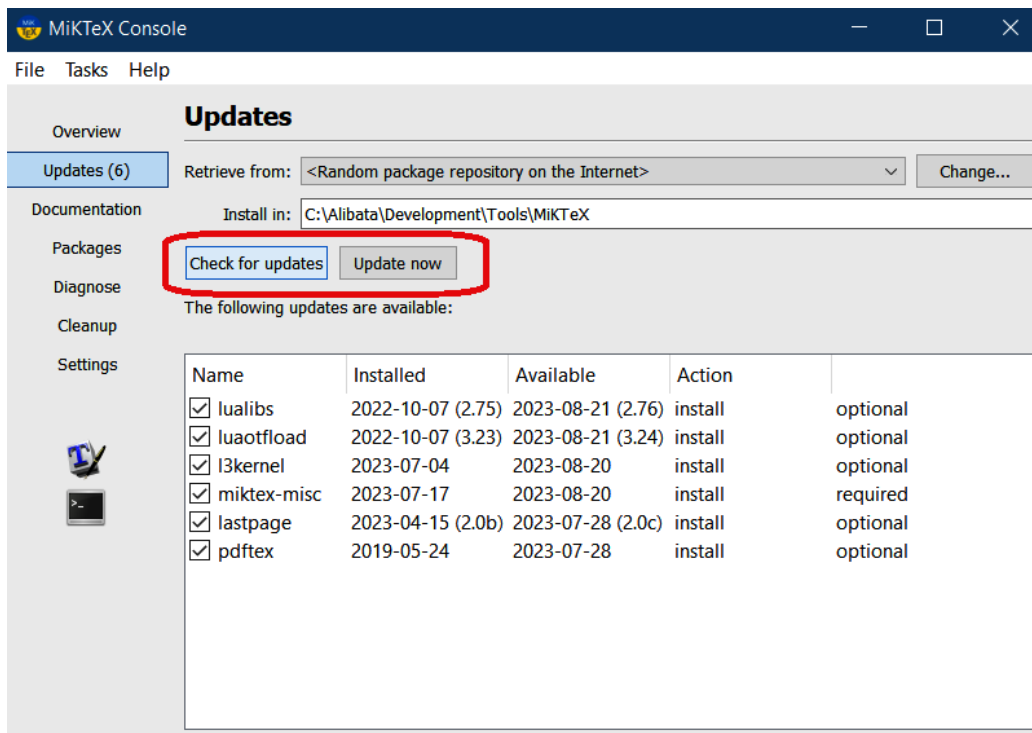 MiKTeX Console
File Tasks Help
Overview
Updates (6)
Documentation
Packages
Diagnose
Cleanup
Settings
Updates
Retrieve from: <Random package repository on the Internet> Change...
Install in: C:\Alibata\Development\Tools\MiKTeX
Check for updates Update now
The following updates are available:
Name Installed Available Action
lualibs 2022-10-07 (2.75) 2023-08-21 (2.76) install optional
luaotfload 2022-10-07 (3.23) 2023-08-21 (3.24) install optional
l3kernel 2023-07-04 2023-08-20 install optional
miktex-misc 2023-07-17 2023-08-20 install required
lastpage 2023-04-15 (2.0b) 2023-07-28 (2.0c) install optional
pdftex 2019-05-24 2023-07-28 install optional